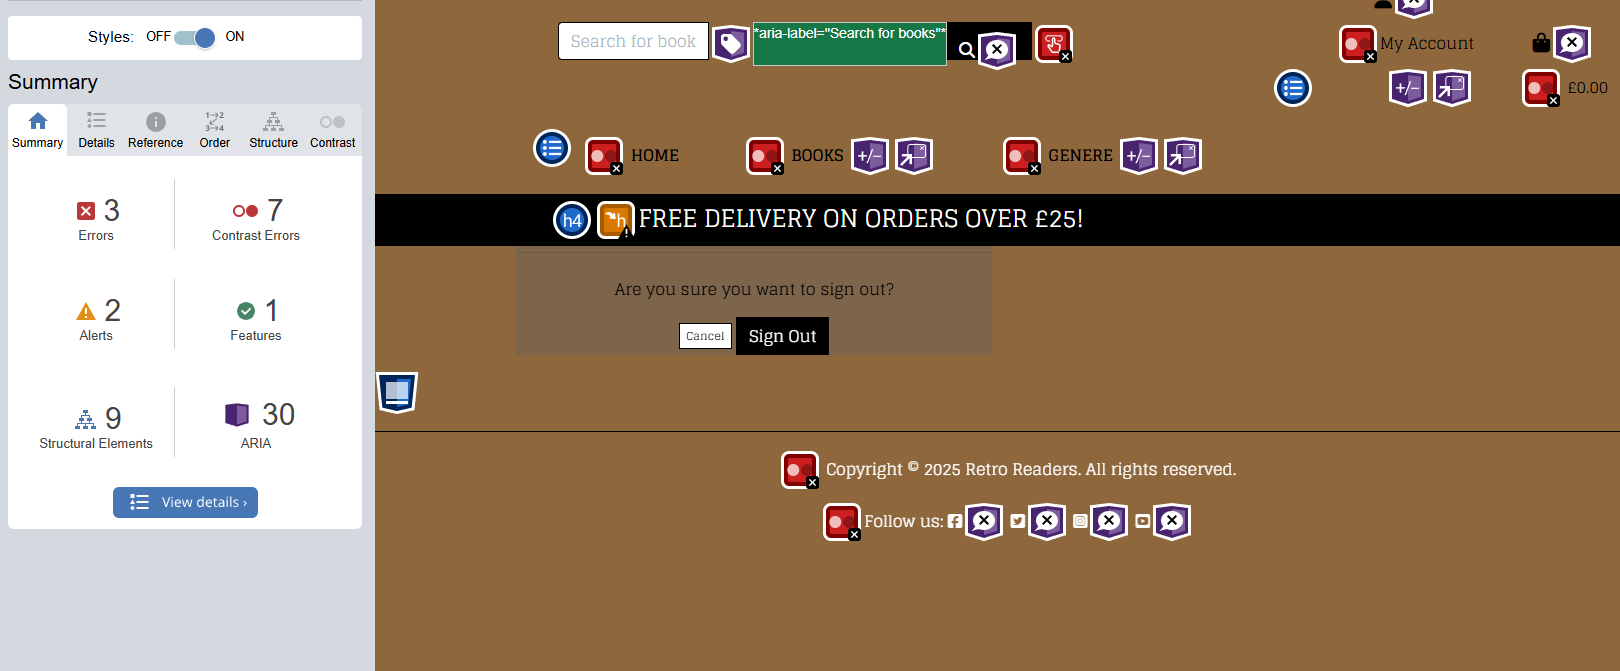 Styles: OFF ON
Summary
Summary Details Reference Order Structure Contrast
3 Errors
7 Contrast Errors
2 Alerts
1 Features
9 Structural Elements
30 ARIA
View details ›
Search for book
*aria-label="Search for books"*
My Account
£0.00
HOME BOOKS GENERE
h4 h FREE DELIVERY ON ORDERS OVER £25!
Are you sure you want to sign out?
Cancel Sign Out
Copyright © 2025 Retro Readers. All rights reserved.
Follow us: